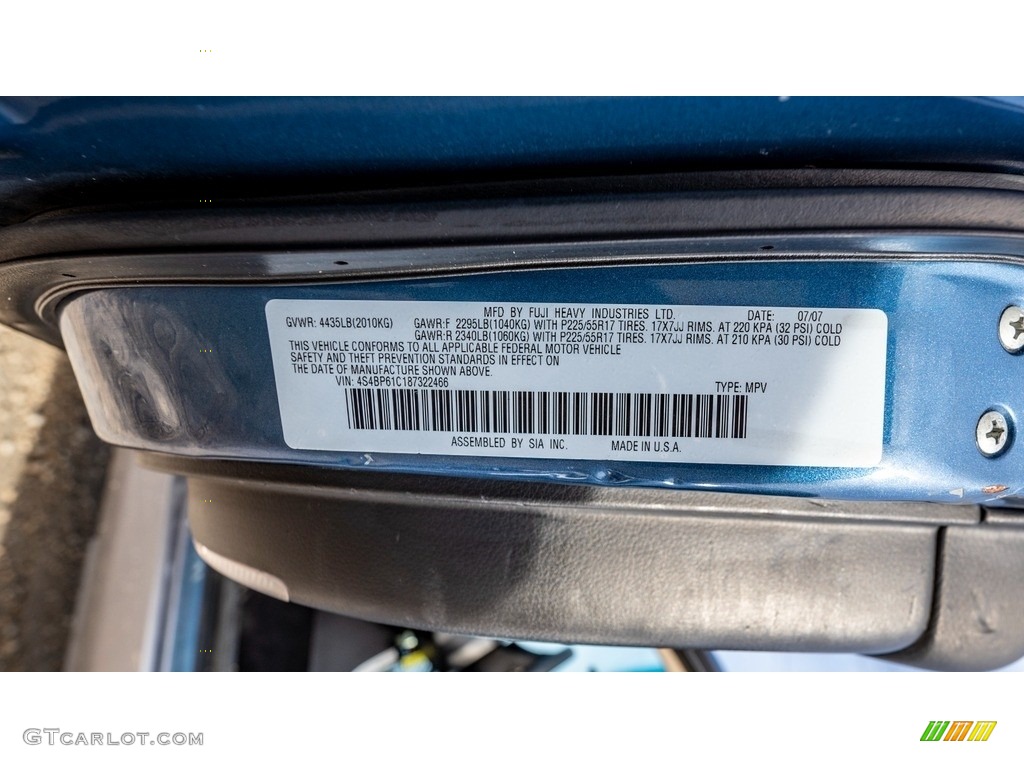 MFD BY FUJI HEAVY INDUSTRIES LTD. DATE: 07/07
GVWR: 4435LB(2010KG) GAWR:F 2295LB(1040KG) WITH P225/55R17 TIRES. 17X7JJ RIMS. AT 220 KPA (32 PSI) COLD
GAWR:R 2340LB(1060KG) WITH P225/55R17 TIRES. 17X7JJ RIMS. AT 210 KPA (30 PSI) COLD
THIS VEHICLE CONFORMS TO ALL APPLICABLE FEDERAL MOTOR VEHICLE
SAFETY AND THEFT PREVENTION STANDARDS IN EFFECT ON
THE DATE OF MANUFACTURE SHOWN ABOVE.
VIN: 4S4BP61C187322466 TYPE: MPV
ASSEMBLED BY SIA INC. MADE IN U.S.A.
GTCARLOT.COM